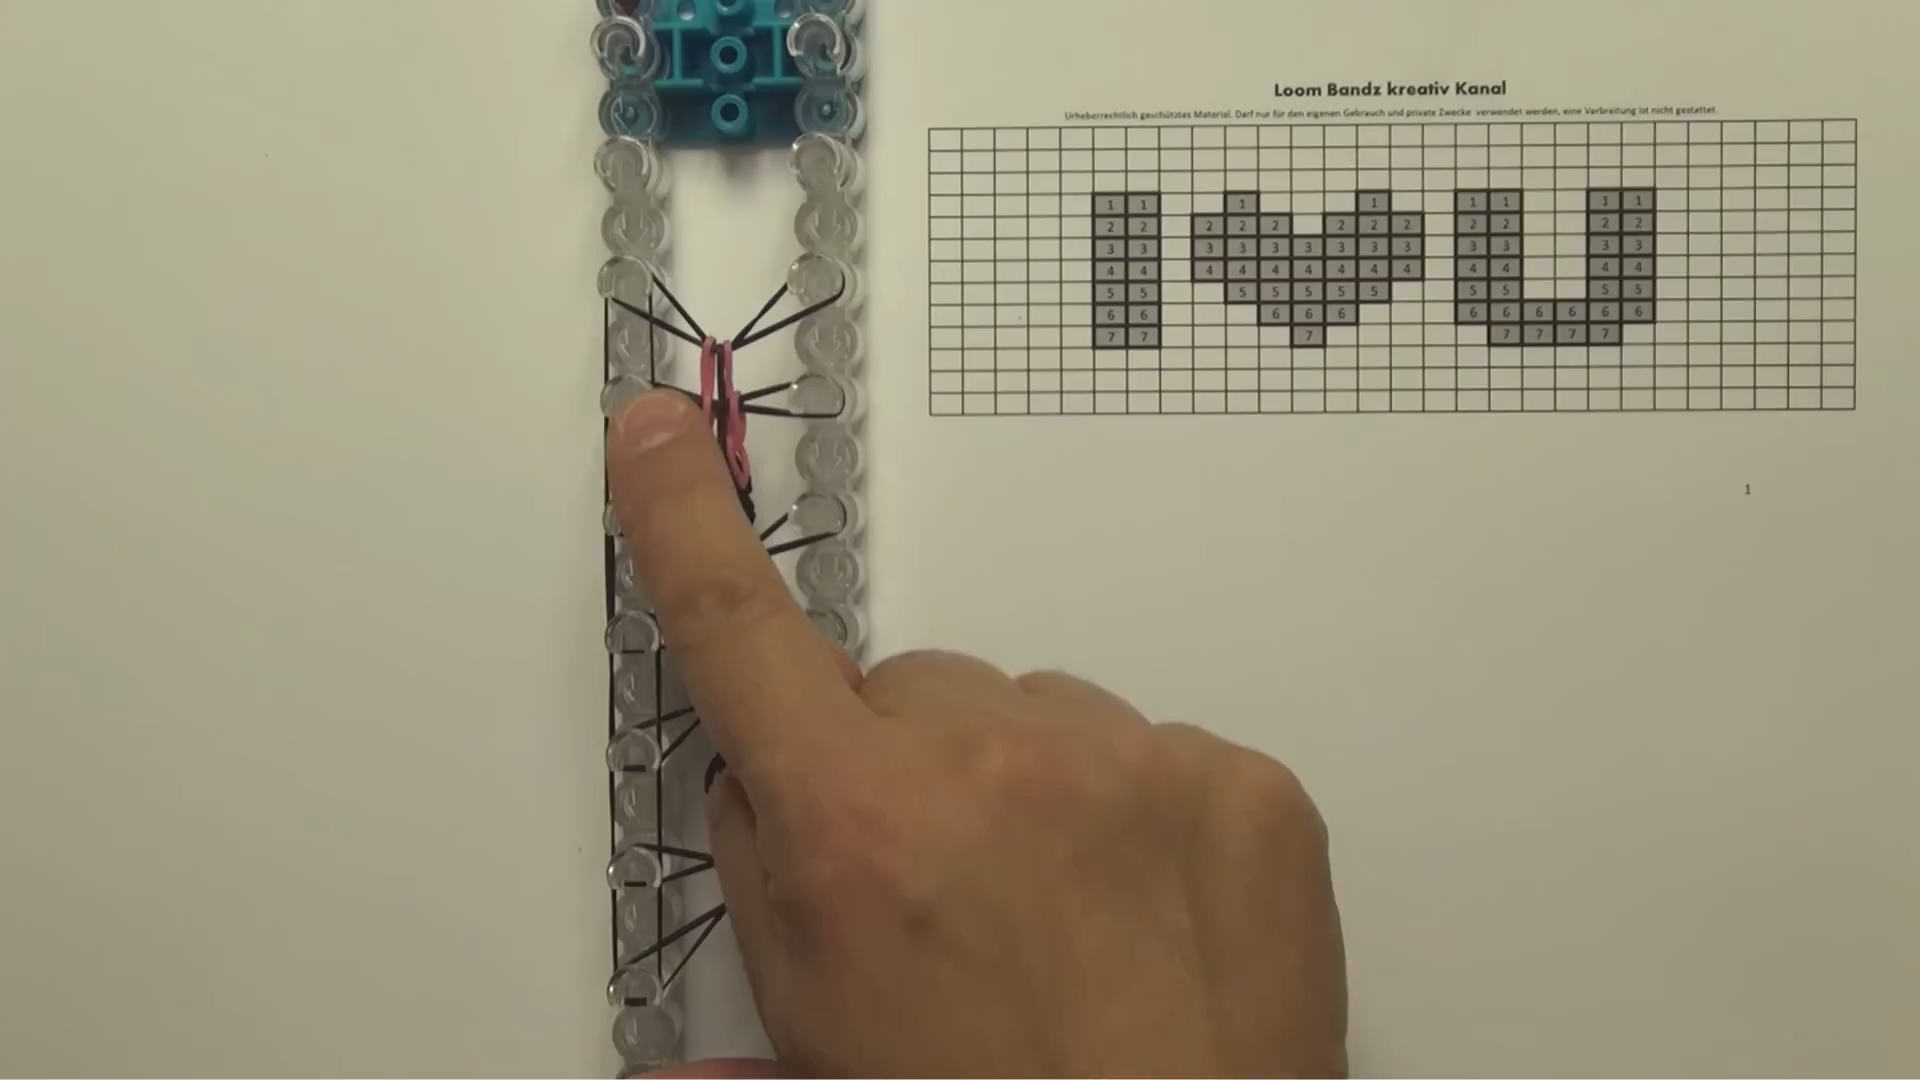 Loom Bandz kreativ Kanal
Urheberrechtlich geschütztes Material. Darf nur für den eigenen Gebrauch und private Zwecke verwendet werden, eine Verbreitung ist nicht gestattet.
1 1 1 1 1 1 1 1
2 2 2 2 2 2 2 2 2 2 2 2
3 3 3 3 3 3 3 3 3 3 3 3 3
4 4 4 4 4 4 4 4 4 4 4 4 4
5 5 5 5 5 5 5 5 5 5 5
6 6 6 6 6 6 6 6 6 6 6
7 7 7 7 7 7 7
1